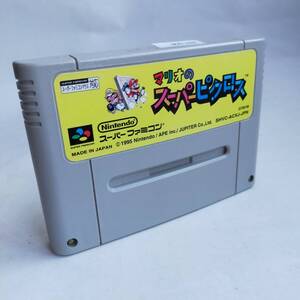 マリオの
スーパーピクロス
Nintendo
スーパーファミコン
MADE IN JAPAN
© 1995 Nintendo / APE inc / JUPITER Co., Ltd.
SHVC-ACXJ-JPN